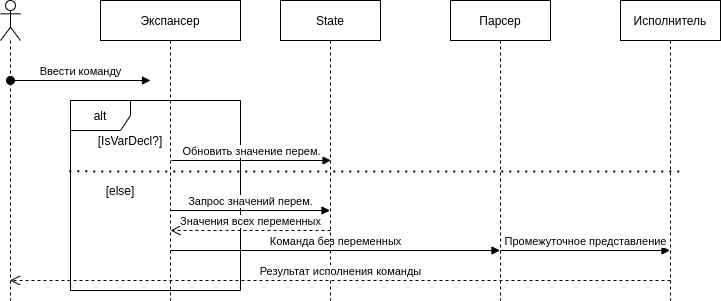 Экспансер
State
Парсер
Исполнитель
Ввести команду
alt
[IsVarDecl?]
Обновить значение перем.
[else]
Запрос значений перем.
Значения всех переменных
Команда без переменных
Промежуточное представление
Результат исполнения команды